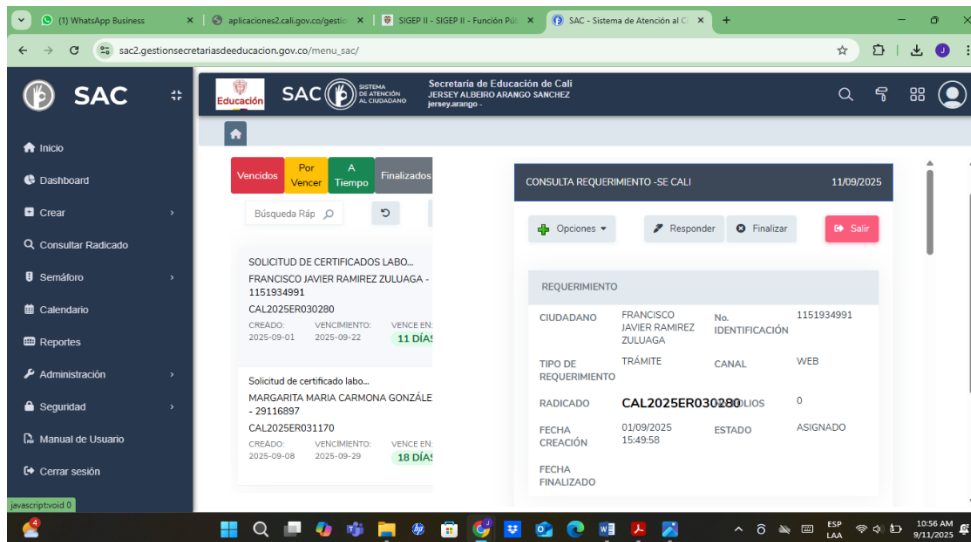 (1) WhatsApp Business
aplicaciones2.cali.gov.co/gestio
SIGEP II - SIGEP II - Función Púb
SAC - Sistema de Atención al C
sac2.gestionsecretariasdeeducacion.gov.co/menu_sac/
J
SAC
Educación
SAC
SISTEMA
DE ATENCIÓN
AL CIUDADANO
Secretaría de Educación de Cali
JERSEY ALBEIRO ARANGO SANCHEZ
jersey.arango -
Inicio
Dashboard
Crear
Consultar Radicado
Semáforo
Calendario
Reportes
Administración
Seguridad
Manual de Usuario
Cerrar sesión
javascript:void 0
Vencidos
Por
Vencer
A
Tiempo
Finalizados
Búsqueda Ráp
SOLICITUD DE CERTIFICADOS LABO...
FRANCISCO JAVIER RAMIREZ ZULUAGA -
1151934991
CAL2025ER030280
CREADO: VENCIMIENTO: VENCE EN:
2025-09-01 2025-09-22 11 DÍAS
Solicitud de certificado labo...
MARGARITA MARIA CARMONA GONZÁLE
- 29116897
CAL2025ER031170
CREADO: VENCIMIENTO: VENCE EN:
2025-09-08 2025-09-29 18 DÍAS
CONSULTA REQUERIMIENTO -SE CALI 11/09/2025
Opciones Responder Finalizar Salir
REQUERIMIENTO
CIUDADANO
FRANCISCO
JAVIER RAMIREZ
ZULUAGA
No.
IDENTIFICACIÓN
1151934991
TIPO DE
REQUERIMIENTO
TRÁMITE
CANAL
WEB
RADICADO
CAL2025ER030280
OLIOS
0
FECHA
CREACIÓN
01/09/2025
15:49:58
ESTADO
ASIGNADO
FECHA
FINALIZADO
ESP
LAA
10:56 AM
9/11/2025